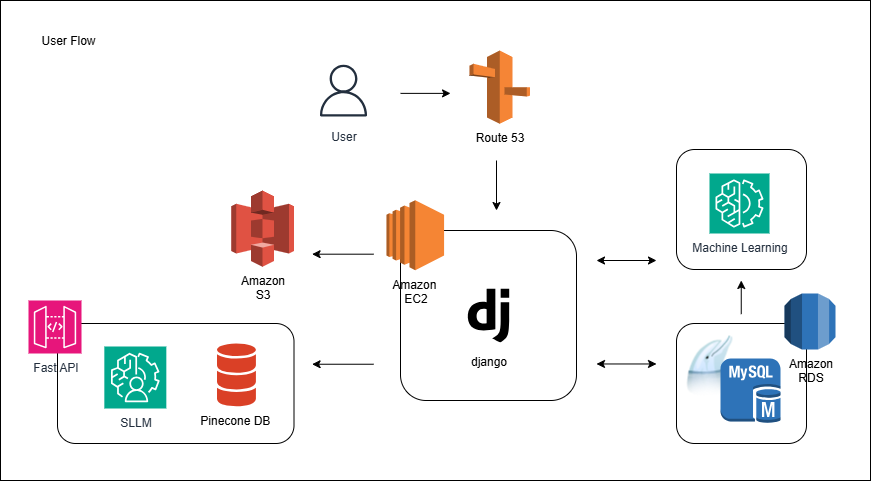 User Flow
User
Route 53
Machine Learning
Amazon
S3
Amazon
EC2
dj
django
Fast API
SLLM
Pinecone DB
MySQL
M
Amazon
RDS